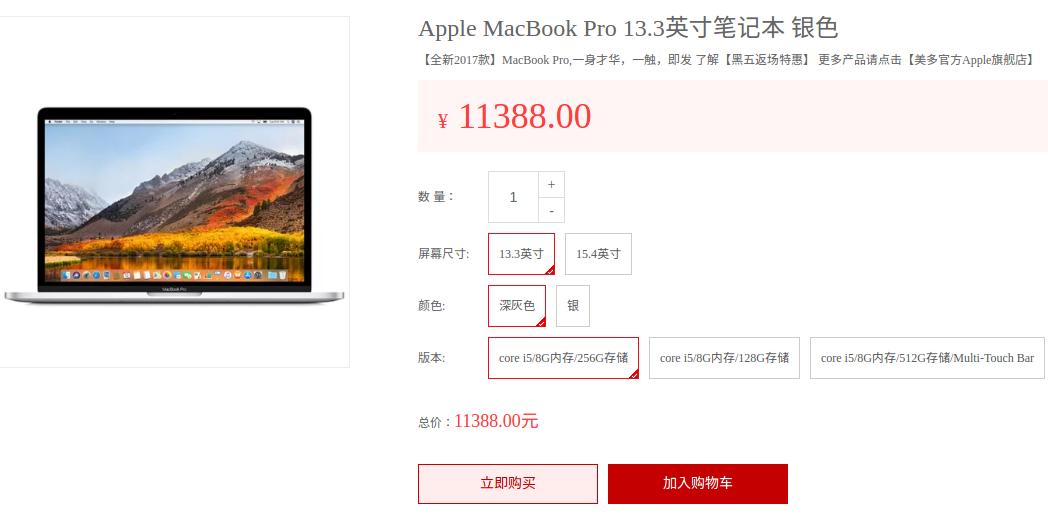 Apple MacBook Pro 13.3英寸笔记本 银色
【全新2017款】MacBook Pro,一身才华，一触，即发 了解【黑五返场特惠】 更多产品请点击【美多官方Apple旗舰店】
¥ 11388.00
数 量： 1 + -
屏幕尺寸: 13.3英寸 15.4英寸
颜色: 深灰色 银
版本: core i5/8G内存/256G存储 core i5/8G内存/128G存储 core i5/8G内存/512G存储/Multi-Touch Bar
总价：11388.00元
立即购买 加入购物车
MacBook Pro